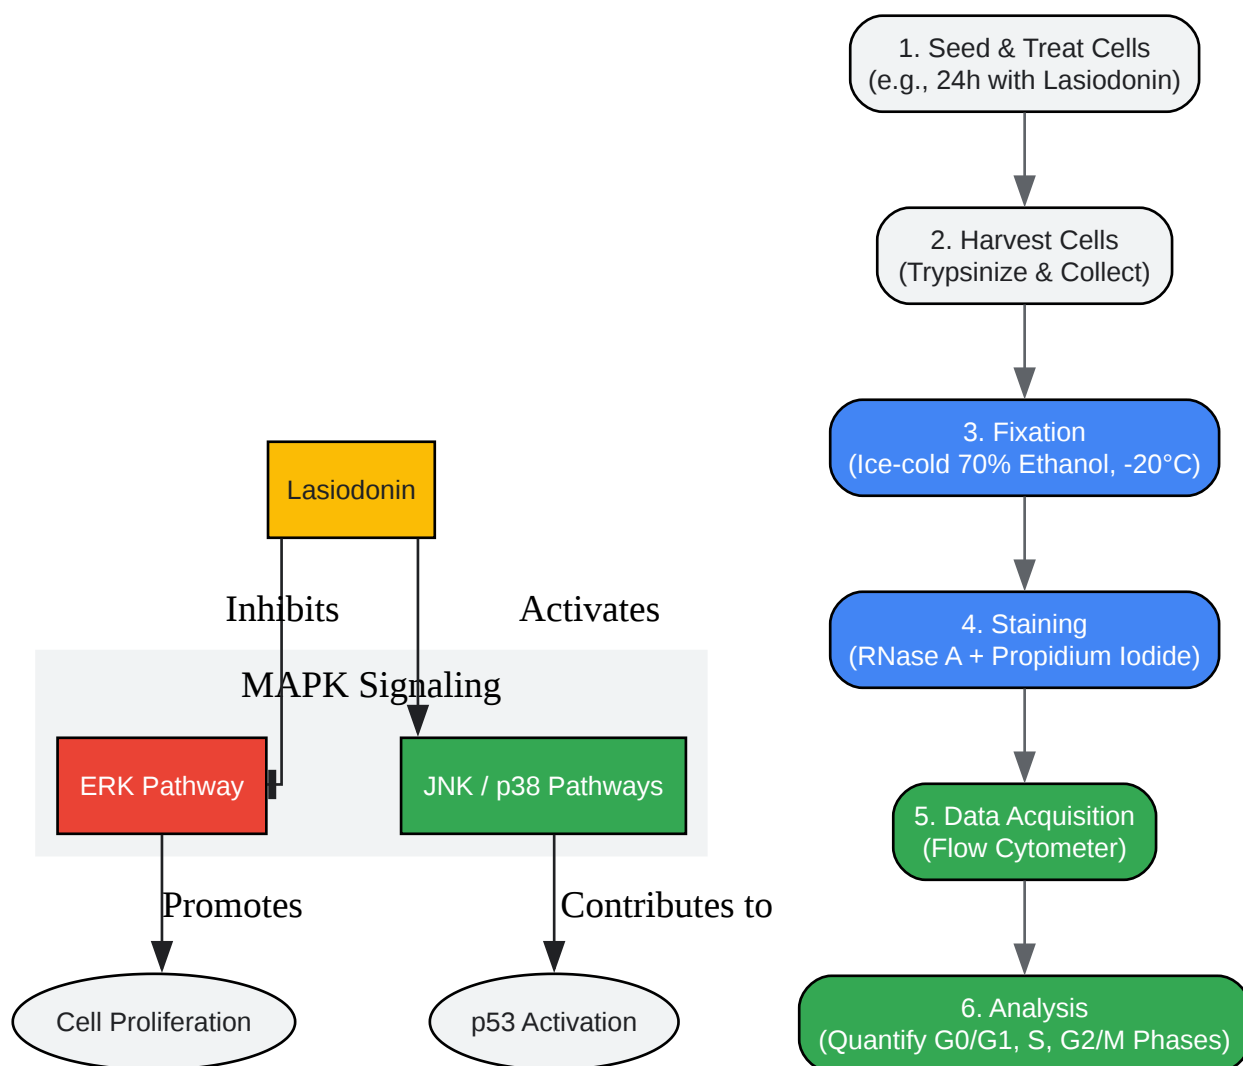 Lasiodonin
Inhibits
Activates
MAPK Signaling
ERK Pathway
JNK / p38 Pathways
Promotes
Contributes to
Cell Proliferation
p53 Activation
1. Seed & Treat Cells
(e.g., 24h with Lasiodonin)
2. Harvest Cells
(Trypsinize & Collect)
3. Fixation
(Ice-cold 70% Ethanol, -20°C)
4. Staining
(RNase A + Propidium Iodide)
5. Data Acquisition
(Flow Cytometer)
6. Analysis
(Quantify G0/G1, S, G2/M Phases)